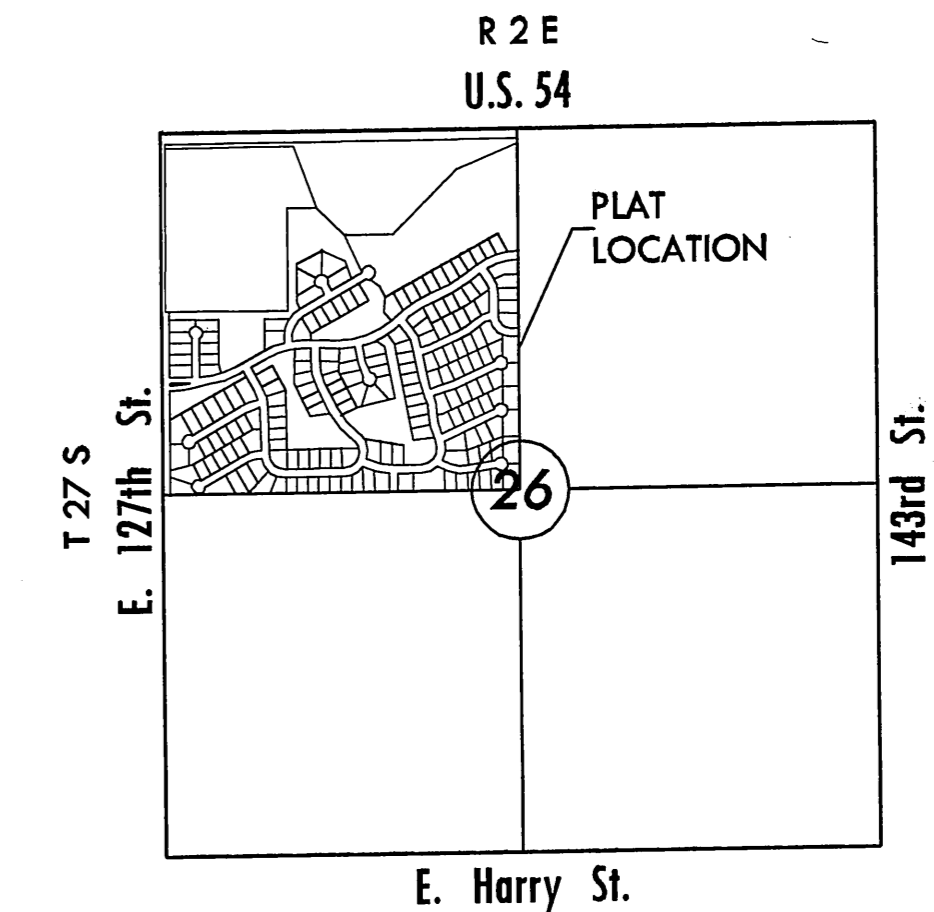 R 2 E
U.S. 54
PLAT
LOCATION
T 27 S
E. 127th St.
26
143rd St.
E. Harry St.